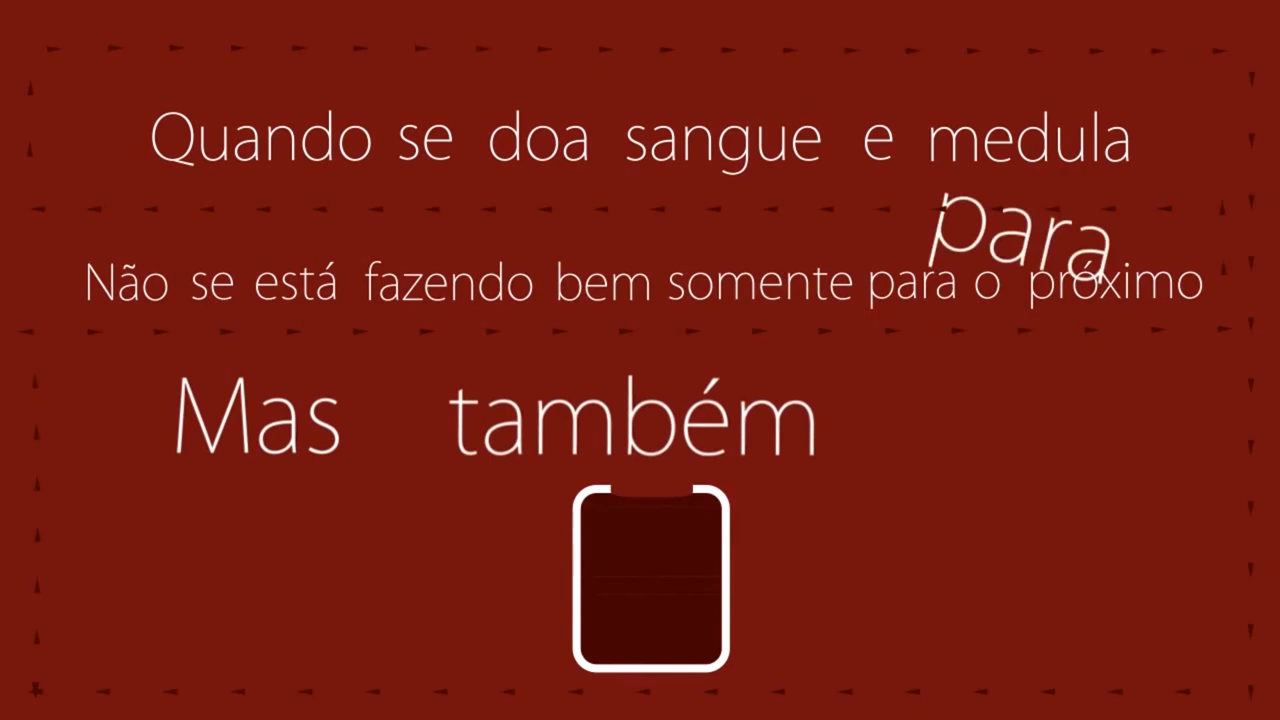 Quando se doa sangue e medula
Não se está fazendo bem somente para o próximo
Mas também para